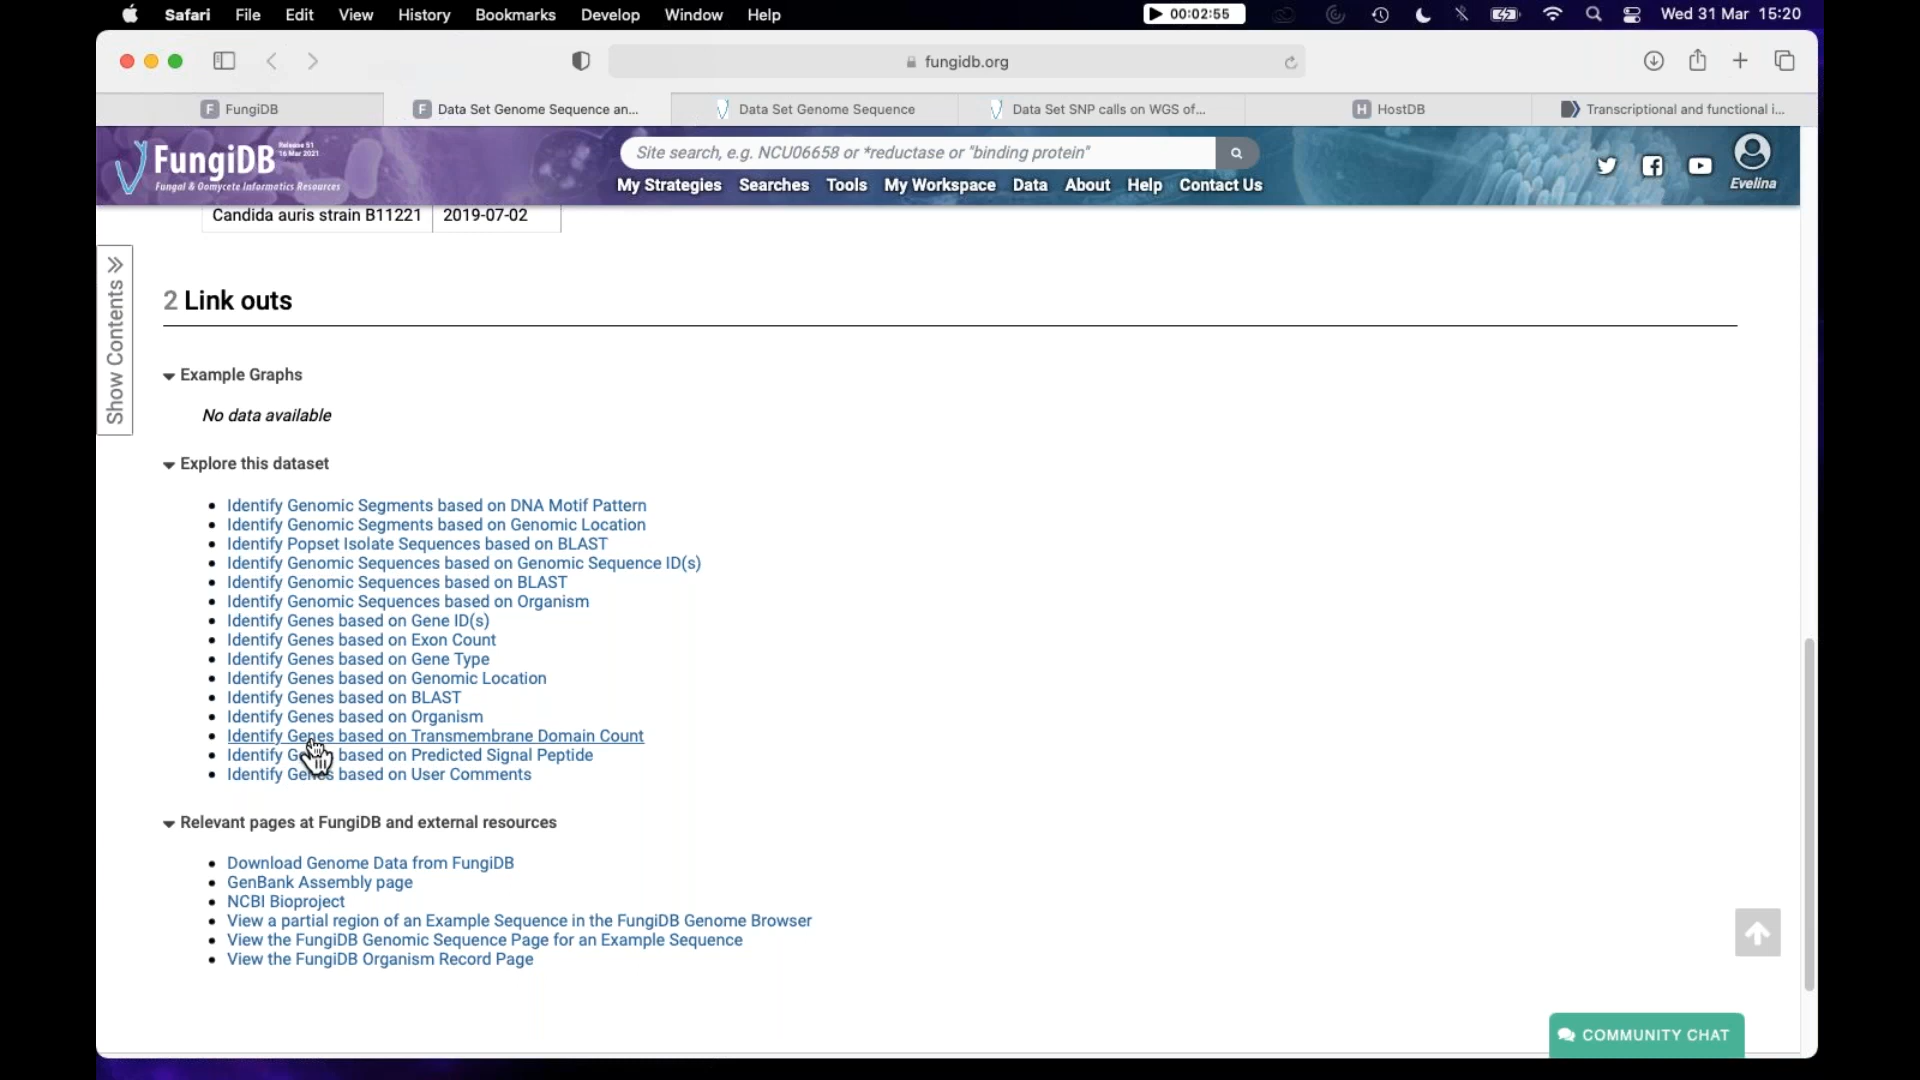 Safari File Edit View History Bookmarks Develop Window Help 00:02:55 Wed 31 Mar 15:20
fungidb.org
FungiDB
Data Set Genome Sequence an...
Data Set Genome Sequence
Data Set SNP calls on WGS of...
HostDB
Transcriptional and functional i...
FungiDB
Release 51
16 Mar 2021
Fungal & Oomycete Informatics Resources
Site search, e.g. NCU06658 or *reductase or "binding protein"
My Strategies Searches Tools My Workspace Data About Help Contact Us
Evelina
Candida auris strain B11221 2019-07-02
Show Contents
2 Link outs
Example Graphs
No data available
Explore this dataset
Identify Genomic Segments based on DNA Motif Pattern
Identify Genomic Segments based on Genomic Location
Identify Popset Isolate Sequences based on BLAST
Identify Genomic Sequences based on Genomic Sequence ID(s)
Identify Genomic Sequences based on BLAST
Identify Genomic Sequences based on Organism
Identify Genes based on Gene ID(s)
Identify Genes based on Exon Count
Identify Genes based on Gene Type
Identify Genes based on Genomic Location
Identify Genes based on BLAST
Identify Genes based on Organism
Identify Genes based on Transmembrane Domain Count
Identify Genes based on Predicted Signal Peptide
Identify Genes based on User Comments
Relevant pages at FungiDB and external resources
Download Genome Data from FungiDB
GenBank Assembly page
NCBI Bioproject
View a partial region of an Example Sequence in the FungiDB Genome Browser
View the FungiDB Genomic Sequence Page for an Example Sequence
View the FungiDB Organism Record Page
COMMUNITY CHAT